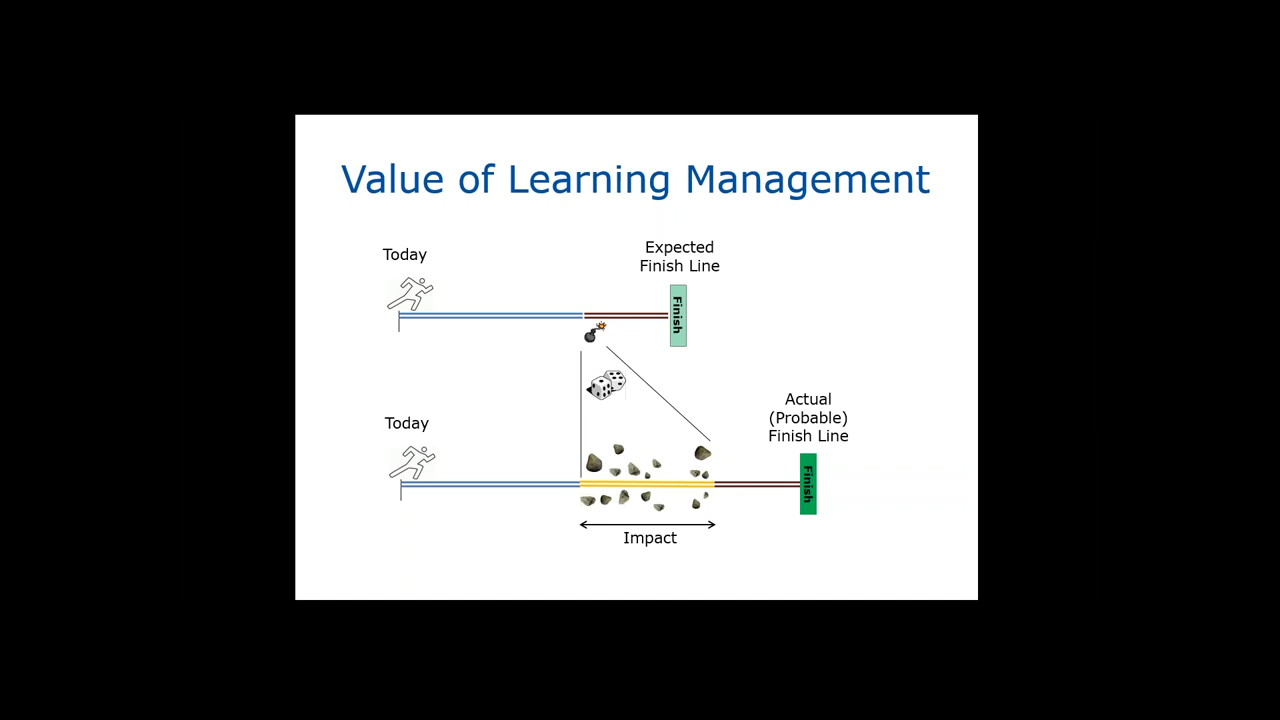 Value of Learning Management
Today
Expected
Finish Line
Finish
Today
Actual
(Probable)
Finish Line
Finish
Impact